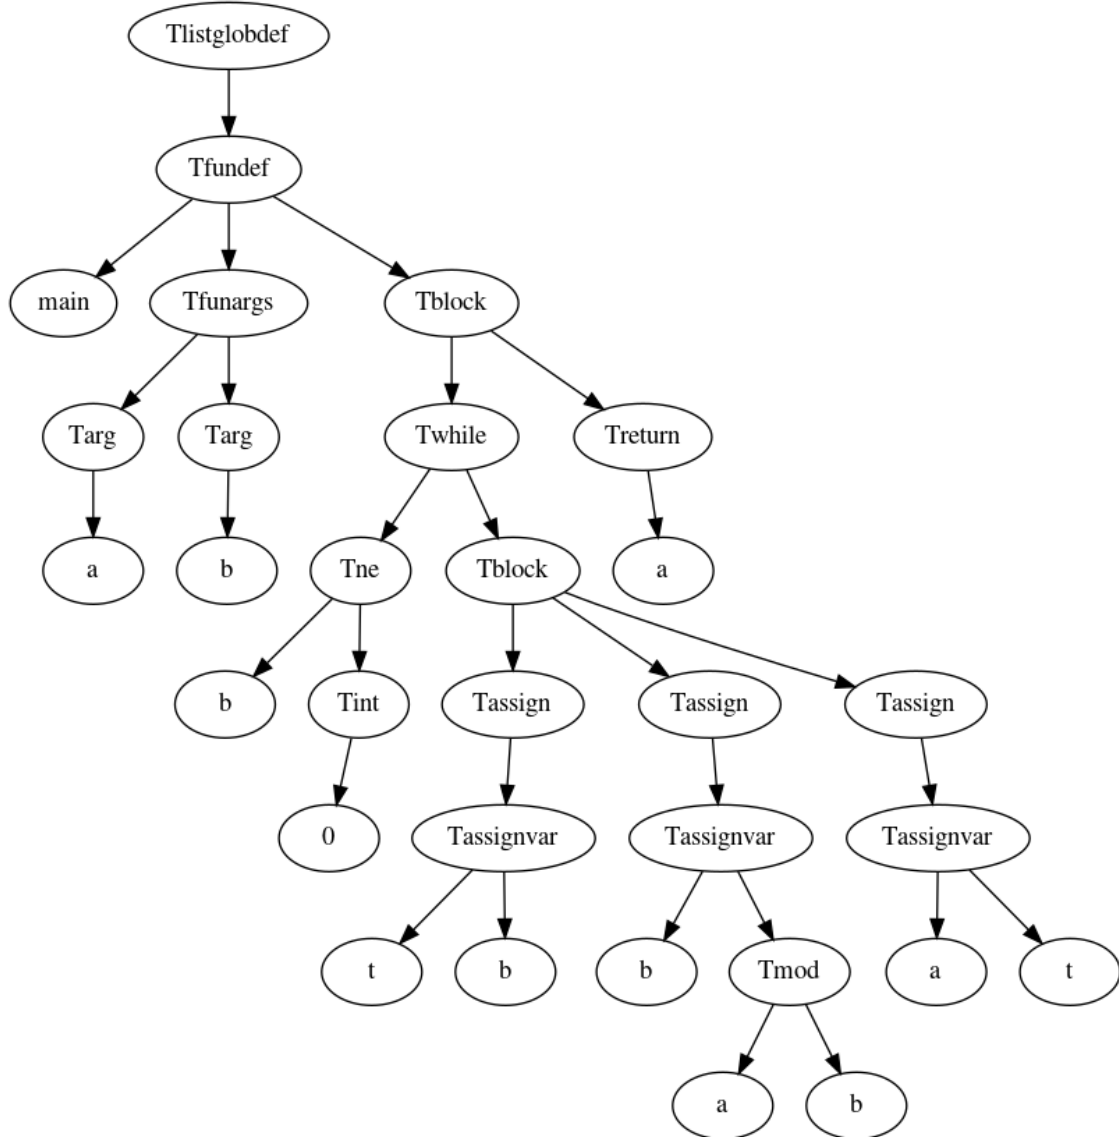 Tlistglobdef
Tfundef
main Tfunargs Tblock
Targ Targ Twhile Treturn
a b Tne Tblock a
b Tint Tassign Tassign Tassign
0 Tassignvar Tassignvar Tassignvar
t b b Tmod a t
a b